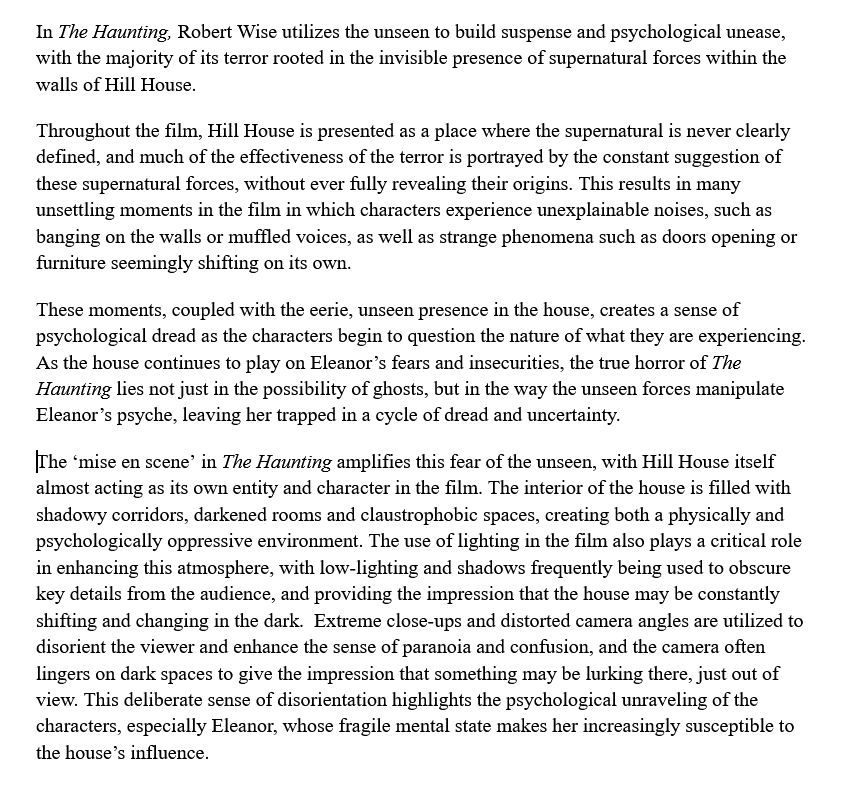 In The Haunting, Robert Wise utilizes the unseen to build suspense and psychological unease,
with the majority of its terror rooted in the invisible presence of supernatural forces within the
walls of Hill House.
Throughout the film, Hill House is presented as a place where the supernatural is never clearly
defined, and much of the effectiveness of the terror is portrayed by the constant suggestion of
these supernatural forces, without ever fully revealing their origins. This results in many
unsettling moments in the film in which characters experience unexplainable noises, such as
banging on the walls or muffled voices, as well as strange phenomena such as doors opening or
furniture seemingly shifting on its own.
These moments, coupled with the eerie, unseen presence in the house, creates a sense of
psychological dread as the characters begin to question the nature of what they are experiencing.
As the house continues to play on Eleanor’s fears and insecurities, the true horror of The
Haunting lies not just in the possibility of ghosts, but in the way the unseen forces manipulate
Eleanor’s psyche, leaving her trapped in a cycle of dread and uncertainty.
The ‘mise en scene’ in The Haunting amplifies this fear of the unseen, with Hill House itself
almost acting as its own entity and character in the film. The interior of the house is filled with
shadowy corridors, darkened rooms and claustrophobic spaces, creating both a physically and
psychologically oppressive environment. The use of lighting in the film also plays a critical role
in enhancing this atmosphere, with low-lighting and shadows frequently being used to obscure
key details from the audience, and providing the impression that the house may be constantly
shifting and changing in the dark.  Extreme close-ups and distorted camera angles are utilized to
disorient the viewer and enhance the sense of paranoia and confusion, and the camera often
lingers on dark spaces to give the impression that something may be lurking there, just out of
view. This deliberate sense of disorientation highlights the psychological unraveling of the
characters, especially Eleanor, whose fragile mental state makes her increasingly susceptible to
the house’s influence.